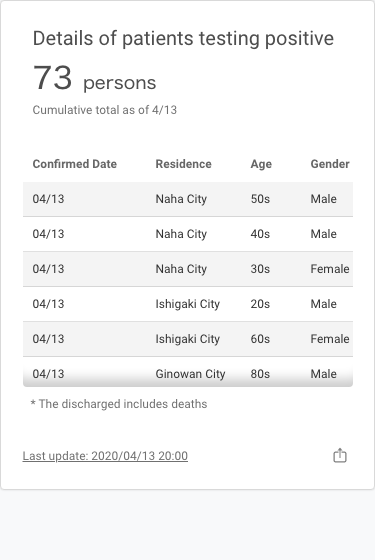 Details of patients testing positive
73 persons
Cumulative total as of 4/13
Confirmed Date Residence Age Gender
04/13 Naha City 50s Male
04/13 Naha City 40s Male
04/13 Naha City 30s Female
04/13 Ishigaki City 20s Male
04/13 Ishigaki City 60s Female
04/13 Ginowan City 80s Male
* The discharged includes deaths
Last update: 2020/04/13 20:00